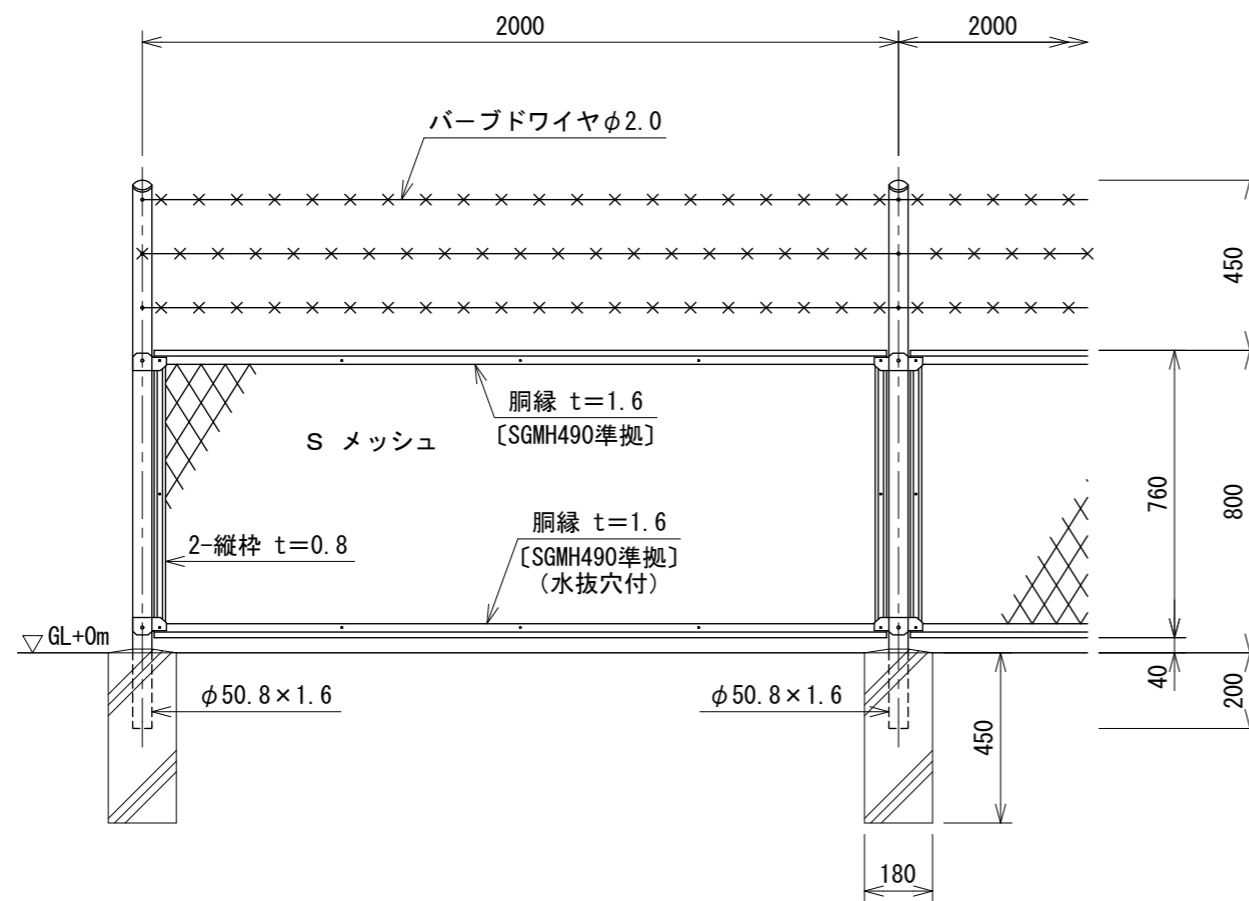 2000
2000
バーブドワイヤφ2.0
450
胴縁 t=1.6
〔SGMH490準拠〕
S メッシュ
760
800
胴縁 t=1.6
〔SGMH490準拠〕
(水抜穴付)
2-縦枠 t=0.8
GL+0m
40
200
φ50.8×1.6
φ50.8×1.6
450
180